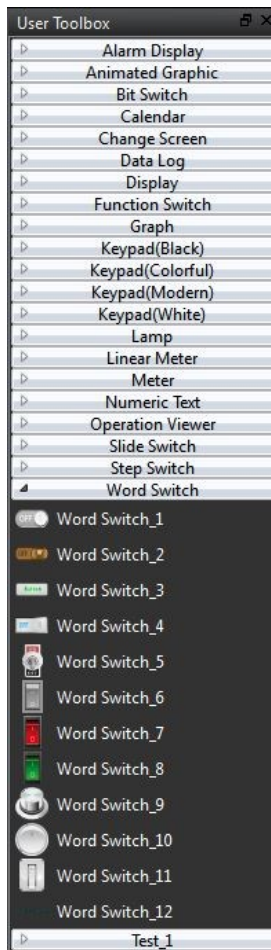 User Toolbox
Alarm Display
Animated Graphic
Bit Switch
Calendar
Change Screen
Data Log
Display
Function Switch
Graph
Keypad(Black)
Keypad(Colorful)
Keypad(Modern)
Keypad(White)
Lamp
Linear Meter
Meter
Numeric Text
Operation Viewer
Slide Switch
Step Switch
Word Switch
OFF Word Switch_1
Word Switch_2
Word Switch_3
Word Switch_4
Word Switch_5
Word Switch_6
Word Switch_7
Word Switch_8
Word Switch_9
Word Switch_10
Word Switch_11
Word Switch_12
Test_1